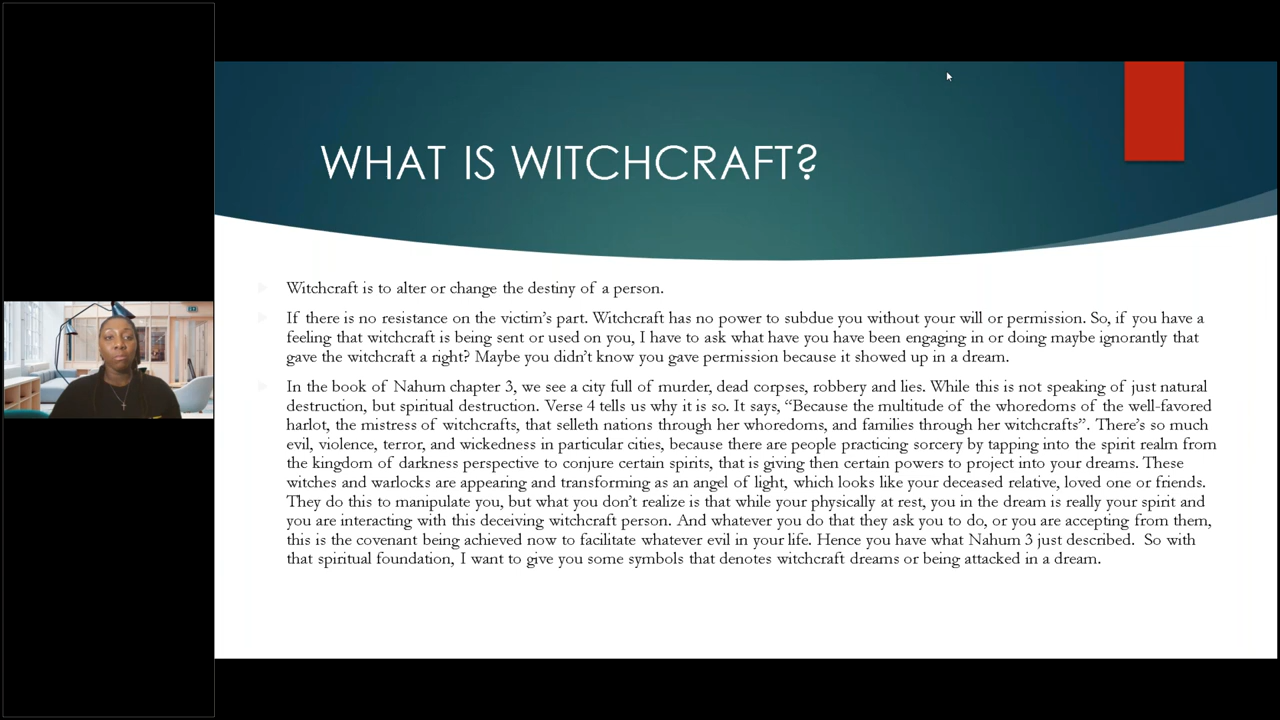 WHAT IS WITCHCRAFT?
Witchcraft is to alter or change the destiny of a person.
If there is no resistance on the victim's part. Witchcraft has no power to subdue you without your will or permission. So, if you have a
feeling that witchcraft is being sent or used on you, I have to ask what have you have been engaging in or doing maybe ignorantly that
gave the witchcraft a right? Maybe you didn't know you gave permission because it showed up in a dream.
In the book of Nahum chapter 3, we see a city full of murder, dead corpses, robbery and lies. While this is not speaking of just natural
destruction, but spiritual destruction. Verse 4 tells us why it is so. It says, “Because the multitude of the whoredoms of the well-favored
harlot, the mistress of witchcrafts, that selleth nations through her whoredoms, and families through her witchcrafts”. There's so much
evil, violence, terror, and wickedness in particular cities, because there are people practicing sorcery by tapping into the spirit realm from
the kingdom of darkness perspective to conjure certain spirits, that is giving then certain powers to project into your dreams. These
witches and warlocks are appearing and transforming as an angel of light, which looks like your deceased relative, loved one or friends.
They do this to manipulate you, but what you don't realize is that while your physically at rest, you in the dream is really your spirit and
you are interacting with this deceiving witchcraft person. And whatever you do that they ask you to do, or you are accepting from them,
this is the covenant being achieved now to facilitate whatever evil in your life. Hence you have what Nahum 3 just described. So with
that spiritual foundation, I want to give you some symbols that denotes witchcraft dreams or being attacked in a dream.